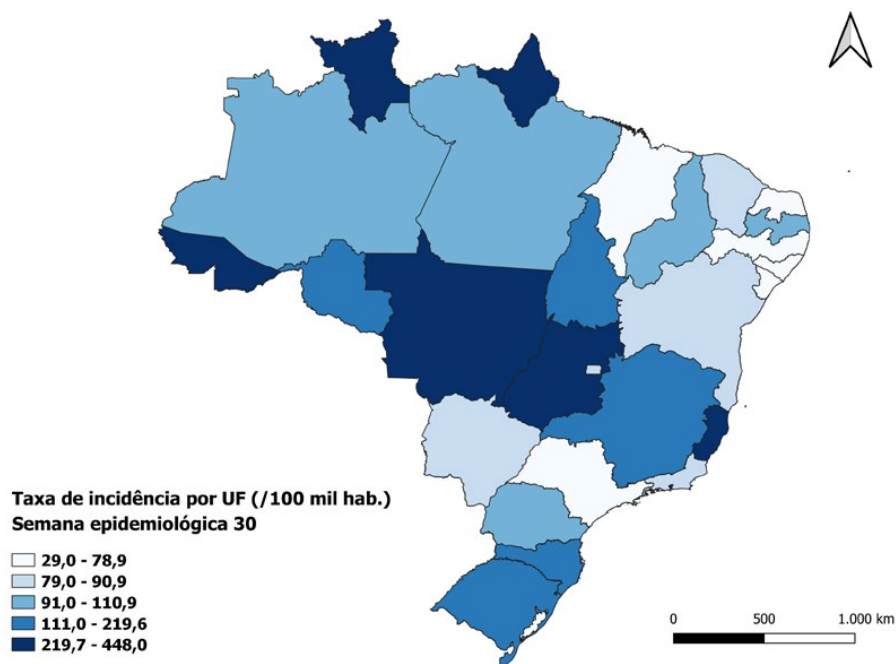 Taxa de incidência por UF (/100 mil hab.)
Semana epidemiológica 30
29,0 - 78,9
79,0 - 90,9
91,0 - 110,9
111,0 - 219,6
219,7 - 448,0
0 500 1.000 km